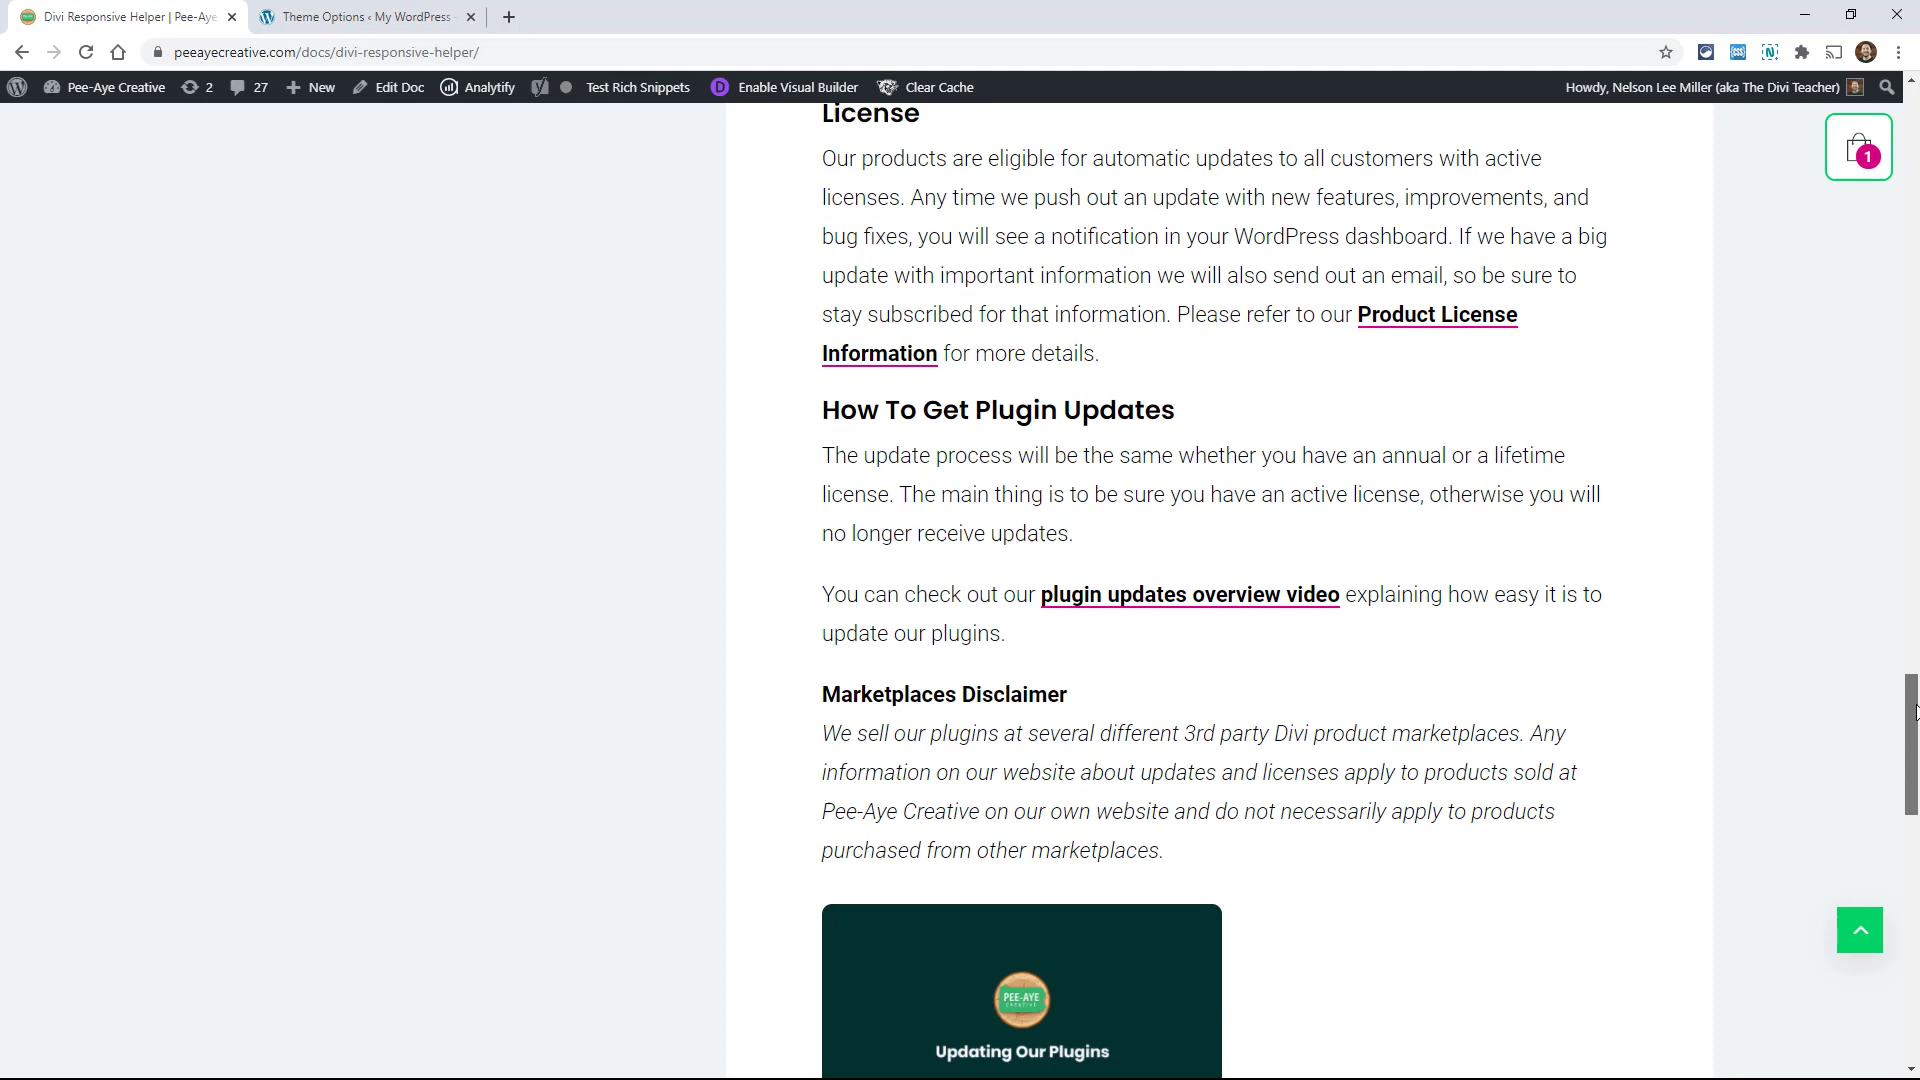 Divi Responsive Helper | Pee-Aye
Theme Options ‹ My WordPress
peeayecreative.com/docs/divi-responsive-helper/
Pee-Aye Creative 2 27 New Edit Doc Analytify Test Rich Snippets D Enable Visual Builder Clear Cache Howdy, Nelson Lee Miller (aka The Divi Teacher)
1
License
Our products are eligible for automatic updates to all customers with active
licenses. Any time we push out an update with new features, improvements, and
bug fixes, you will see a notification in your WordPress dashboard. If we have a big
update with important information we will also send out an email, so be sure to
stay subscribed for that information. Please refer to our Product License
Information for more details.
How To Get Plugin Updates
The update process will be the same whether you have an annual or a lifetime
license. The main thing is to be sure you have an active license, otherwise you will
no longer receive updates.
You can check out our plugin updates overview video explaining how easy it is to
update our plugins.
Marketplaces Disclaimer
We sell our plugins at several different 3rd party Divi product marketplaces. Any
information on our website about updates and licenses apply to products sold at
Pee-Aye Creative on our own website and do not necessarily apply to products
purchased from other marketplaces.
PEE-AYE
CREATIVE
Updating Our Plugins